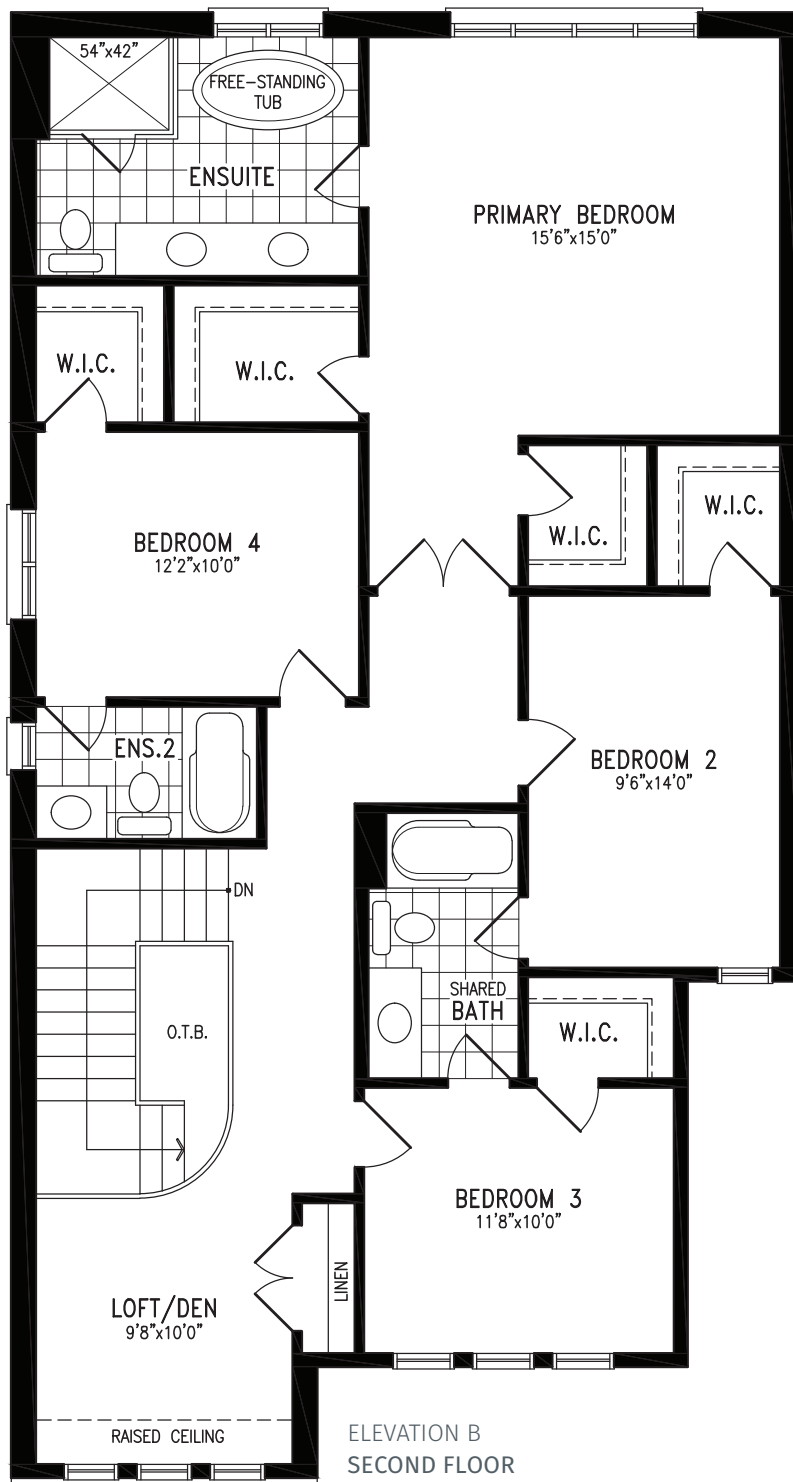 54"x42"
FREE-STANDING
TUB
ENSUITE
PRIMARY BEDROOM
15'6"x15'0"
W.I.C.
W.I.C.
W.I.C.
W.I.C.
BEDROOM 4
12'2"x10'0"
ENS.2
BEDROOM 2
9'6"x14'0"
DN
O.T.B.
SHARED
BATH
W.I.C.
BEDROOM 3
11'8"x10'0"
LINEN
LOFT/DEN
9'8"x10'0"
RAISED CEILING
ELEVATION B
SECOND FLOOR